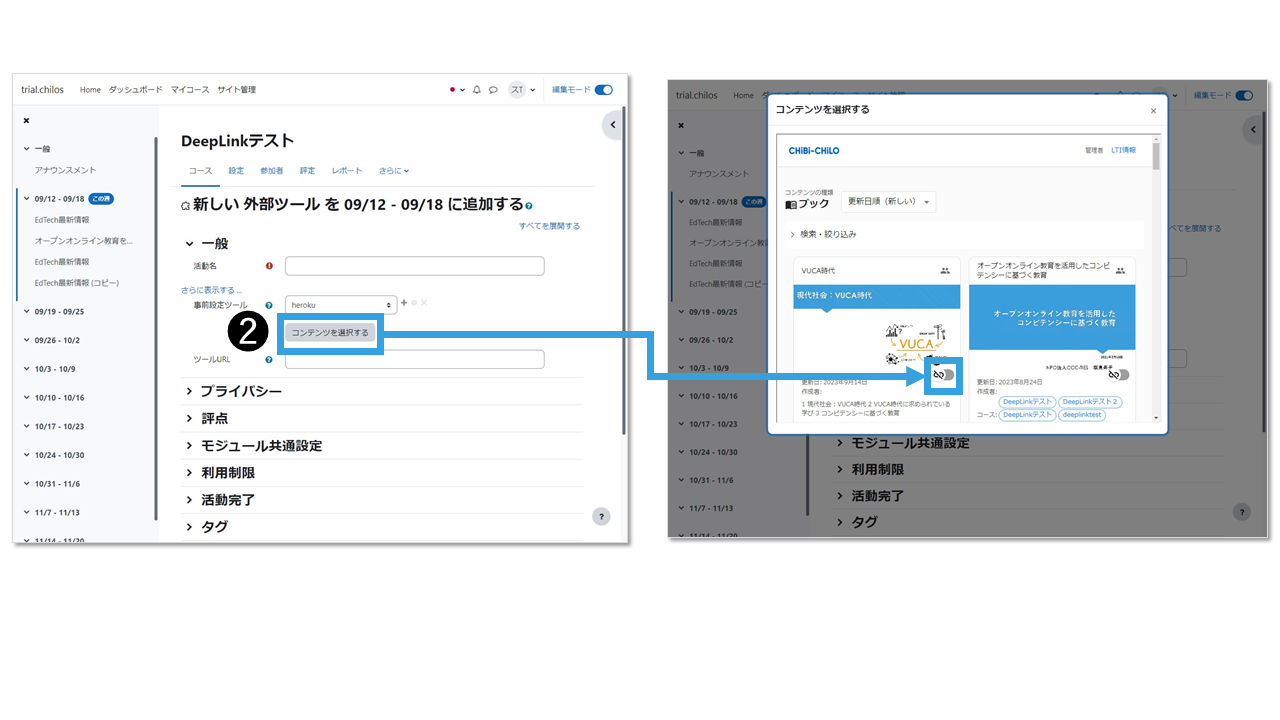 trial.chilos Home ダッシュボード マイコース サイト管理 スT 編集モード
一般
アナウンスメント
09/12 - 09/18 この週
EdTech最新情報
オープンオンライン教育を...
EdTech最新情報
EdTech最新情報 (コピー)
09/19 - 09/25
09/26 - 10/2
10/3 - 10/9
10/10 - 10/16
10/17 - 10/23
10/24 - 10/30
10/31 - 11/6
11/7 - 11/13
11/14 - 11/20
DeepLinkテスト
コース 設定 参加者 評定 レポート さらに
新しい 外部ツール を 09/12 - 09/18 に追加する
すべてを展開する
一般
活動名
さらに表示する ...
事前設定ツール heroku
2 コンテンツを選択する
ツールURL
プライバシー
評点
モジュール共通設定
利用制限
活動完了
タグ
?
trial.chilos Home 編集モード
一般
アナウンスメント
09/12 - 09/18 この週
EdTech最新情報
オープンオンライン教
EdTech最新情報
EdTech最新情報 (コピー
09/19 - 09/25
09/26 - 10/2
10/3 - 10/9
10/10 - 10/16
10/17 - 10/23
10/24 - 10/30
10/31 - 11/6
11/7 - 11/13
11/14 - 11/20
てを展開する
コンテンツを選択する ×
CHiBi-CHiLO 管理者 LTI情報
コンテンツの種類
ブック 更新日順（新しい）
検索・絞り込み
VUCA時代
現代社会：VUCA時代
VUCA
更新日: 2023年9月14日
作成者:
1 現代社会：VUCA時代 2 VUCA時代に求められている
学び 3 コンピテンシーに基づく教育
オープンオンライン教育を活用したコンピ
テンシーに基づく教育
オープンオンライン教育を活用した
コンピテンシーに基づく教育
更新日: 2023年8月24日
作成者:
DeepLinkテスト DeepLinkテスト 2
コース: DeepLinkテスト deeplinktest
モジュール共通設定
利用制限
活動完了
タグ
?